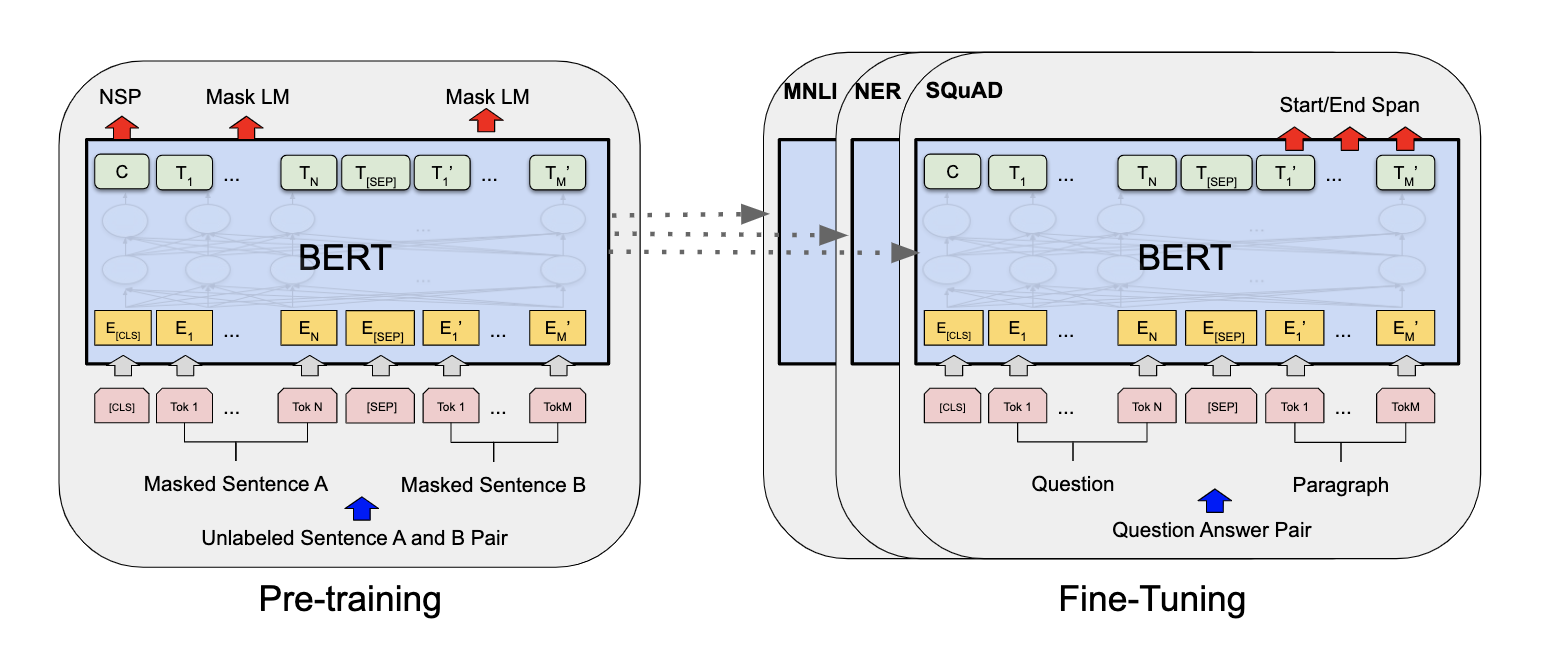 NSP Mask LM Mask LM
C T1 ... TN T[SEP] T1’ ... TM’
...
BERT
...
E[CLS] E1 ... EN E[SEP] E1’ ... EM’
[CLS] Tok 1 ... Tok N [SEP] Tok 1 ... TokM
Masked Sentence A Masked Sentence B
Unlabeled Sentence A and B Pair
Pre-training
MNLI NER SQuAD
Start/End Span
C T1 ... TN T[SEP] T1’ ... TM’
...
BERT
...
E[CLS] E1 ... EN E[SEP] E1’ ... EM’
[CLS] Tok 1 ... Tok N [SEP] Tok 1 ... TokM
Question Paragraph
Question Answer Pair
Fine-Tuning